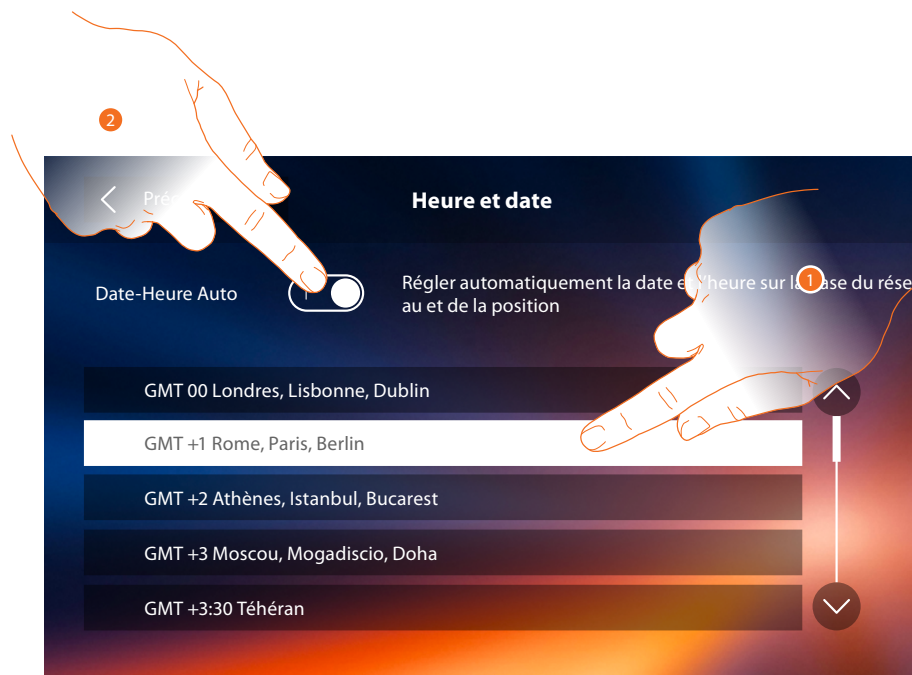 2
Heure et date
Date-Heure Auto
Régler automatiquement la date et l'heure sur la base du rése
au et de la position
1
GMT 00 Londres, Lisbonne, Dublin
GMT +1 Rome, Paris, Berlin
GMT +2 Athènes, Istanbul, Bucarest
GMT +3 Moscou, Mogadiscio, Doha
GMT +3:30 Téhéran